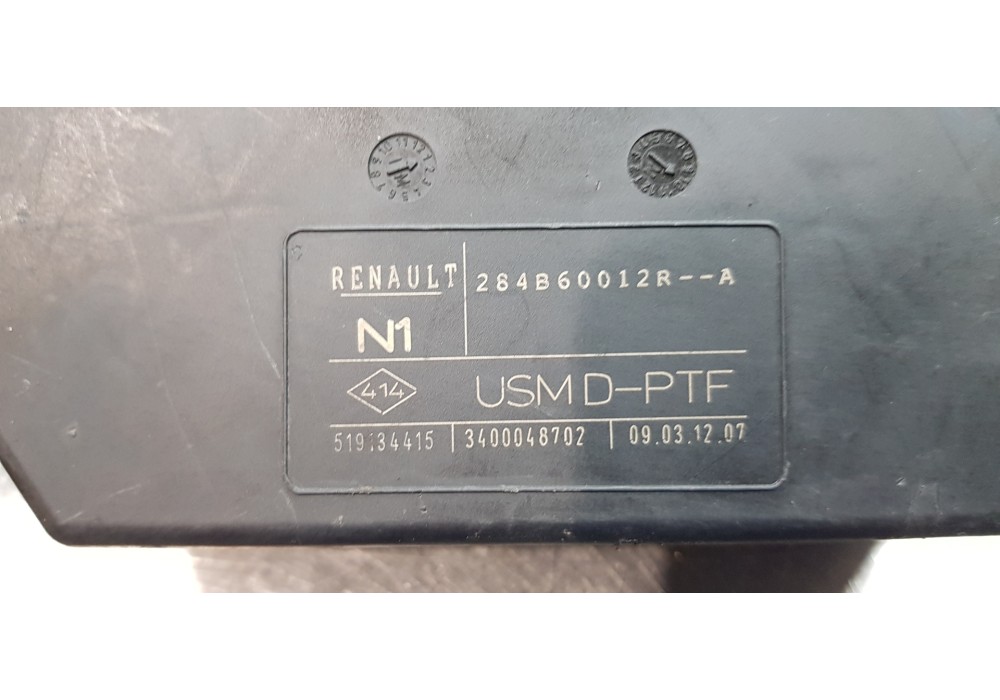 RENAULT 284B60012R--A
N1
414 USM D-PTF
519134415 3400048702 09.03.12.07